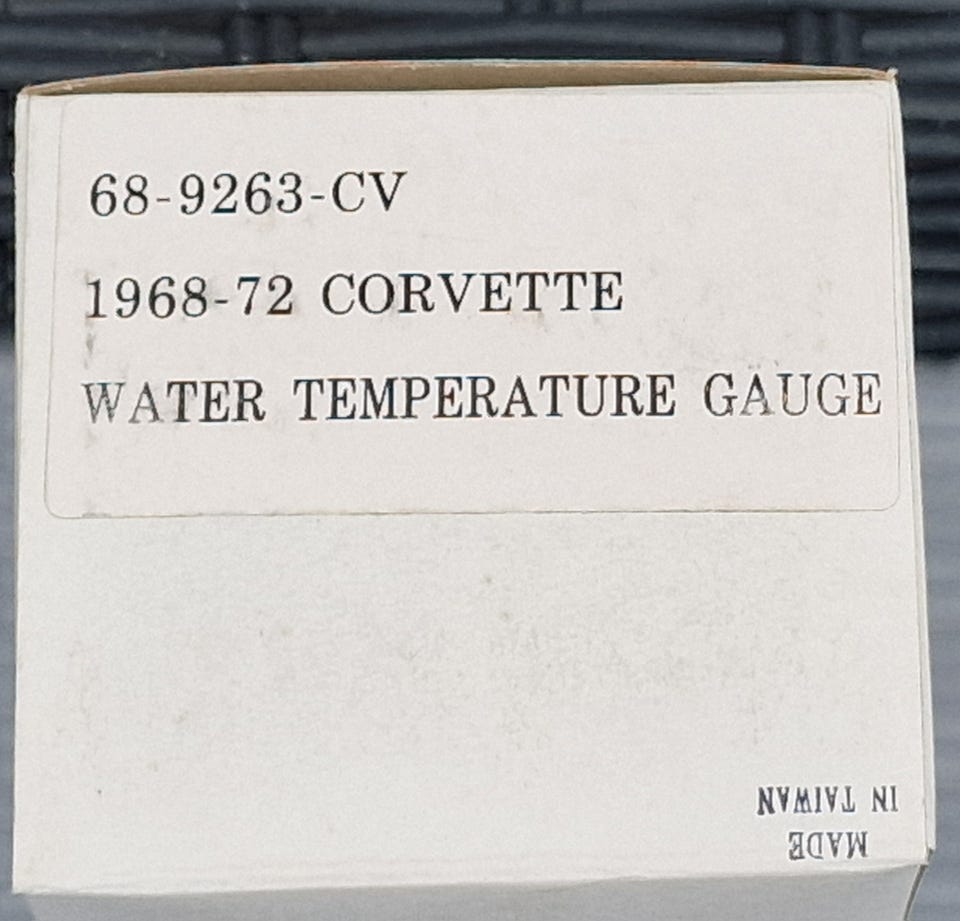 68-9263-CV
1968-72 CORVETTE
WATER TEMPERATURE GAUGE
MADE
IN TAIWAN